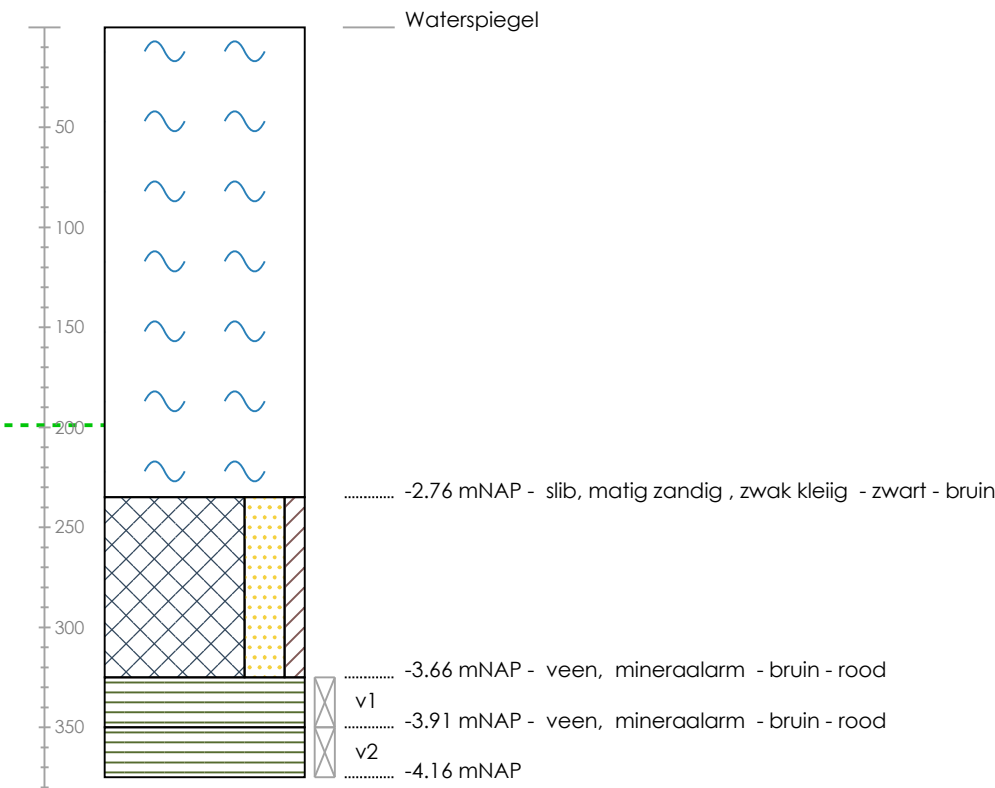 Waterspiegel
50
100
150
200
-2.76 mNAP - slib, matig zandig , zwak kleiig - zwart - bruin
250
300
-3.66 mNAP - veen, mineraalarm - bruin - rood
v1
350
-3.91 mNAP - veen, mineraalarm - bruin - rood
v2
-4.16 mNAP